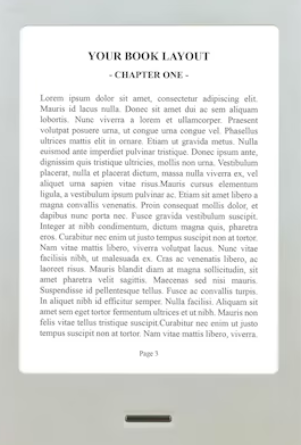 YOUR BOOK LAYOUT
- CHAPTER ONE -
Lorem ipsum dolor sit amet, consectetur adipiscing elit.
Mauris id lacus nulla. Donec sit amet dui ac sem aliquam
lobortis. Nunc viverra a lorem et ullamcorper. Praesent
volutpat posuere urna, ut congue urna congue vel. Phasellus
ultrices mattis elit in ornare. Etiam ut gravida metus. Nulla
euismod ante imperdiet pulvinar tristique. Donec ipsum ante,
dignissim quis tristique ultricies, mollis non urna. Vestibulum
placerat, nulla et placerat dictum, massa nulla viverra ex, vel
aliquet uma sapien vitae risus.Mauris cursus elementum
ligula, a vestibulum ipsum pulvinar ac. Etiam sit amet libero a
magna convallis venenatis. Proin consequat mollis dolor, et
dapibus nunc porta nec. Fusce gravida vestibulum suscipit.
Integer at nibh condimentum, dictum magna quis, pharetra
eros. Curabitur nec enim ut justo tempus suscipit non at tortor.
Nam vitae mattis libero, viverra volutpat lacus. Nunc vitae
facilisis nibh, ut malesuada ex. Cras ac venenatis libero, ac
laoreet risus. Mauris blandit diam at magna sollicitudin, sit
amet pharetra velit sagittis. Maecenas sed nisi mauris.
Suspendisse id pellentesque tellus. Fusce ac convallis turpis.
In aliquet nibh id efficitur semper. Nulla facilisi. Aliquam sit
amet sem eget tortor fermentum ultrices et ut nibh. Mauris non
felis vitae tellus tristique suscipit.Curabitur nec enim ut justo
tempus suscipit non at tortor. Nam vitae mattis libero, viverra.
Page 3